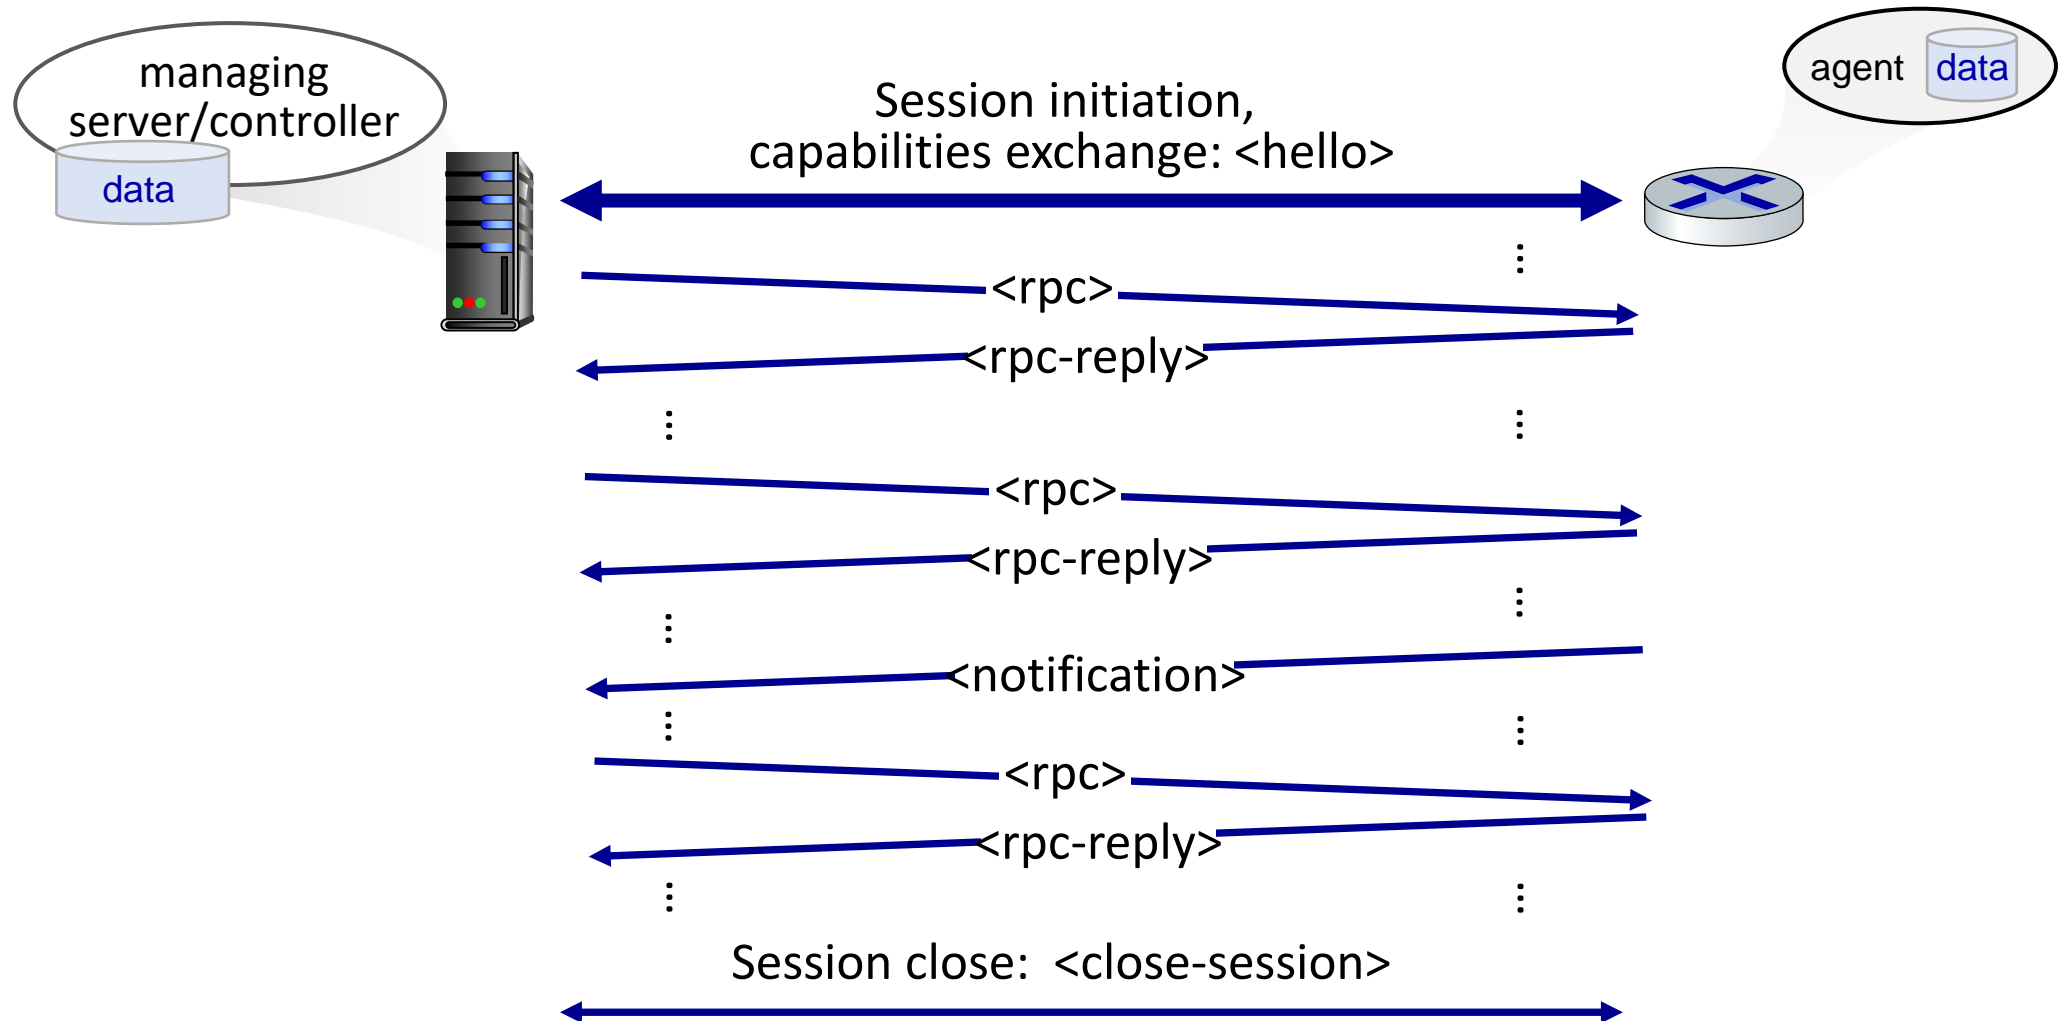 managing
server/controller
data
agent
data
Session initiation,
capabilities exchange: <hello>
<rpc>
<rpc-reply>
<rpc>
<rpc-reply>
<notification>
<rpc>
<rpc-reply>
Session close: <close-session>